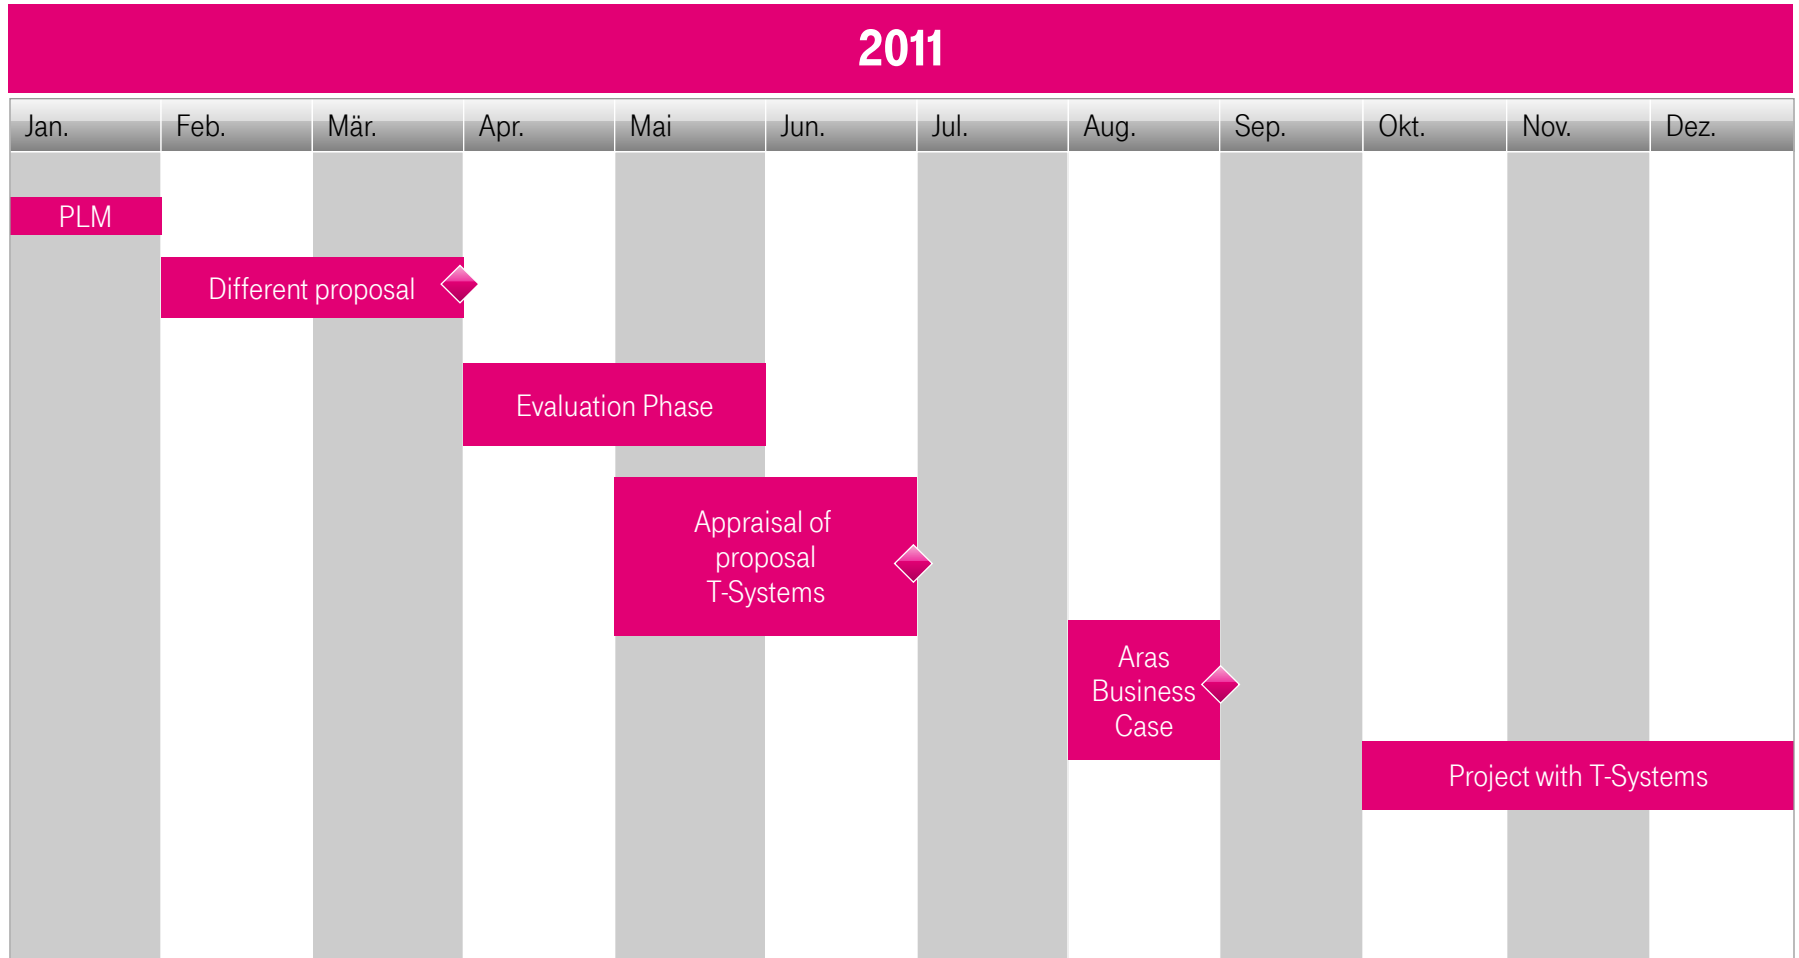 2011
Jan. Feb. Mär. Apr. Mai Jun. Jul. Aug. Sep. Okt. Nov. Dez.
PLM
Different proposal
Evaluation Phase
Appraisal of
proposal
T-Systems
Aras
Business
Case
Project with T-Systems